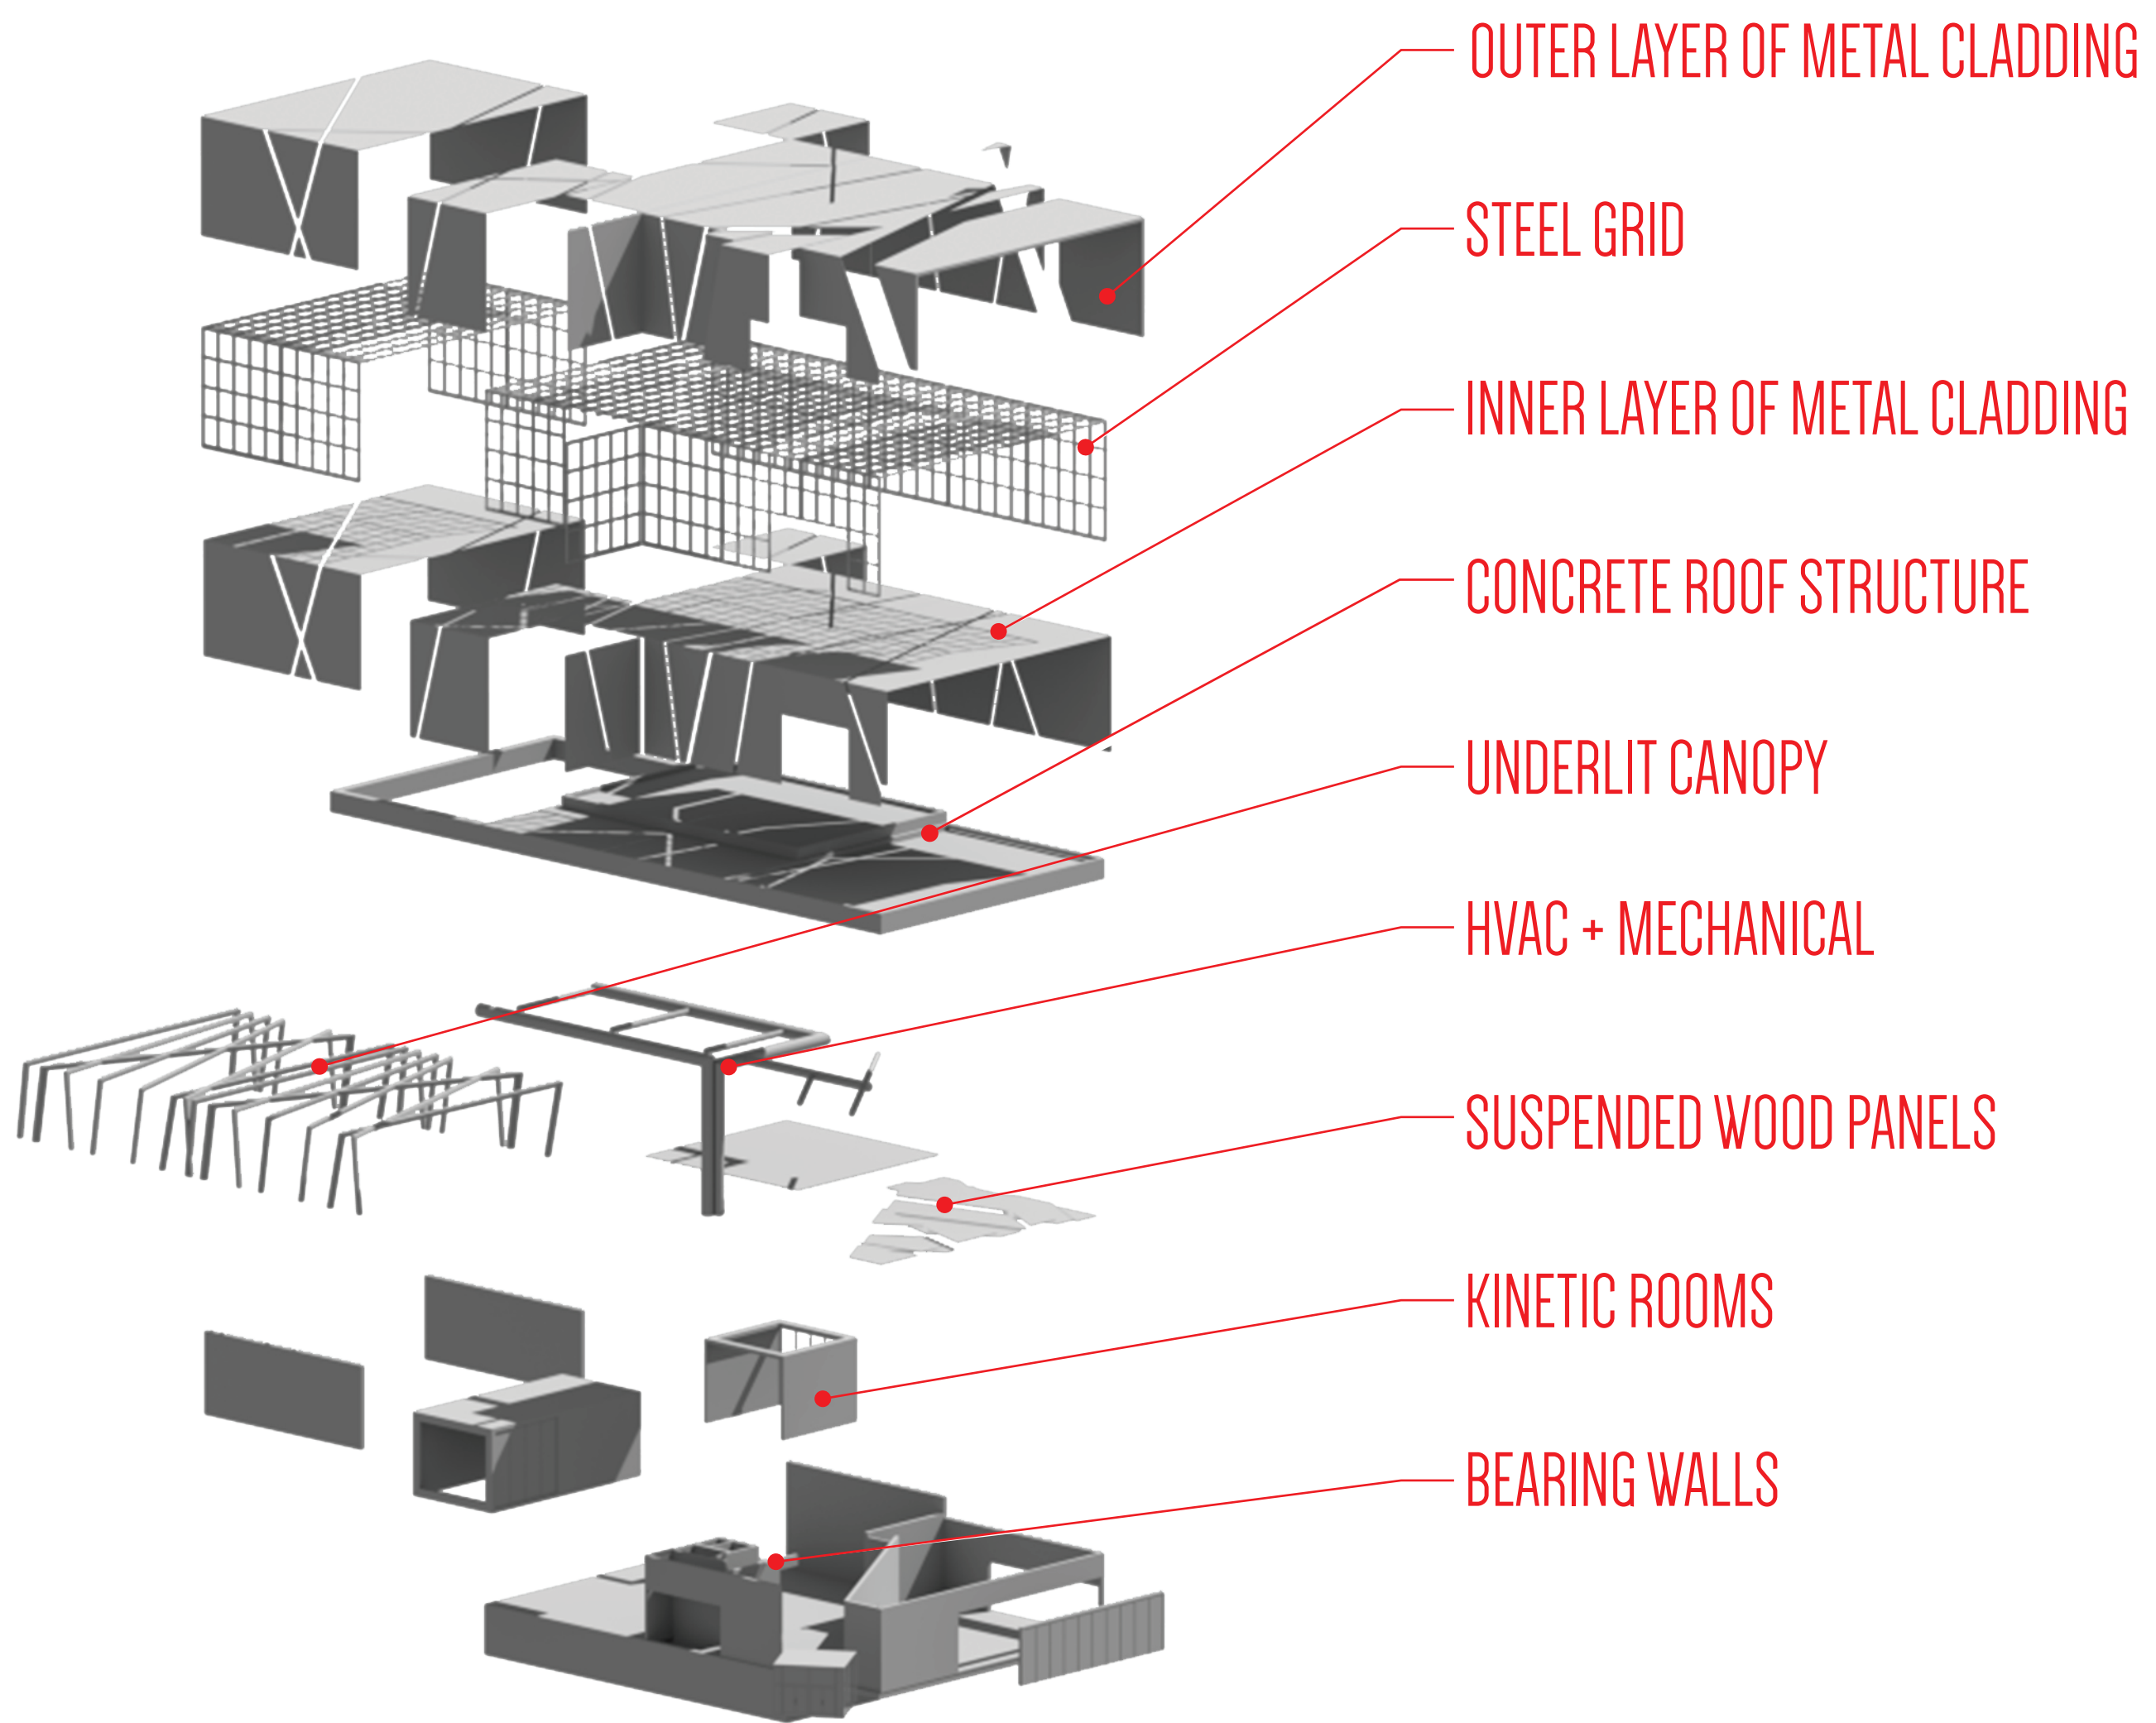 OUTER LAYER OF METAL CLADDING
STEEL GRID
INNER LAYER OF METAL CLADDING
CONCRETE ROOF STRUCTURE
UNDERLIT CANOPY
HVAC + MECHANICAL
SUSPENDED WOOD PANELS
KINETIC ROOMS
BEARING WALLS